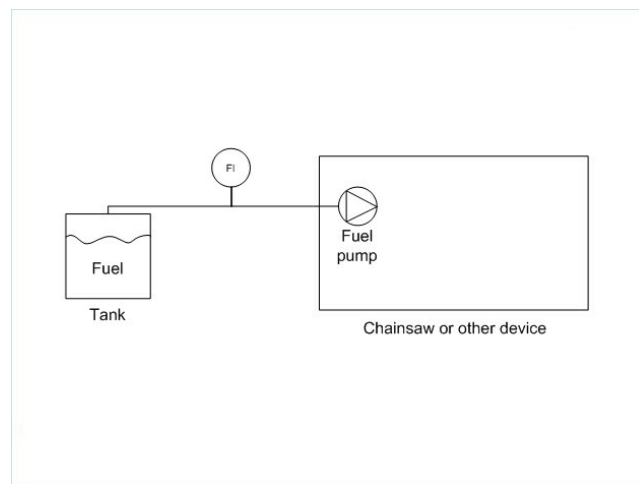 FI
Fuel
pump
Fuel
Tank
Chainsaw or other device